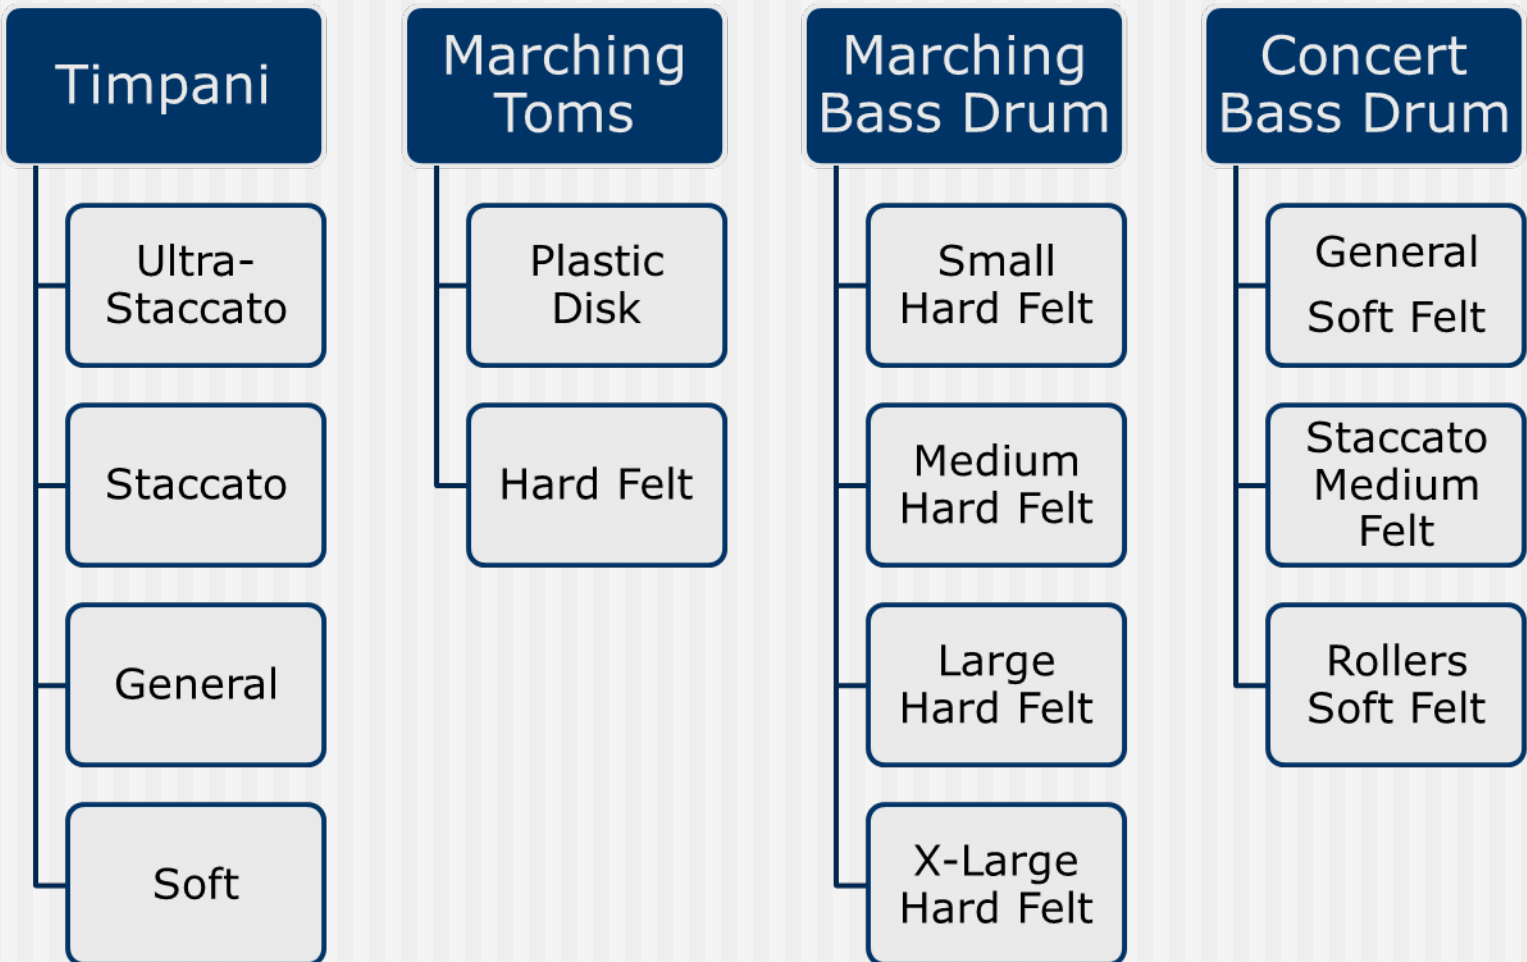 Timpani
Ultra-
Staccato
Staccato
General
Soft
Marching
Toms
Plastic
Disk
Hard Felt
Marching
Bass Drum
Small
Hard Felt
Medium
Hard Felt
Large
Hard Felt
X-Large
Hard Felt
Concert
Bass Drum
General
Soft Felt
Staccato
Medium
Felt
Rollers
Soft Felt